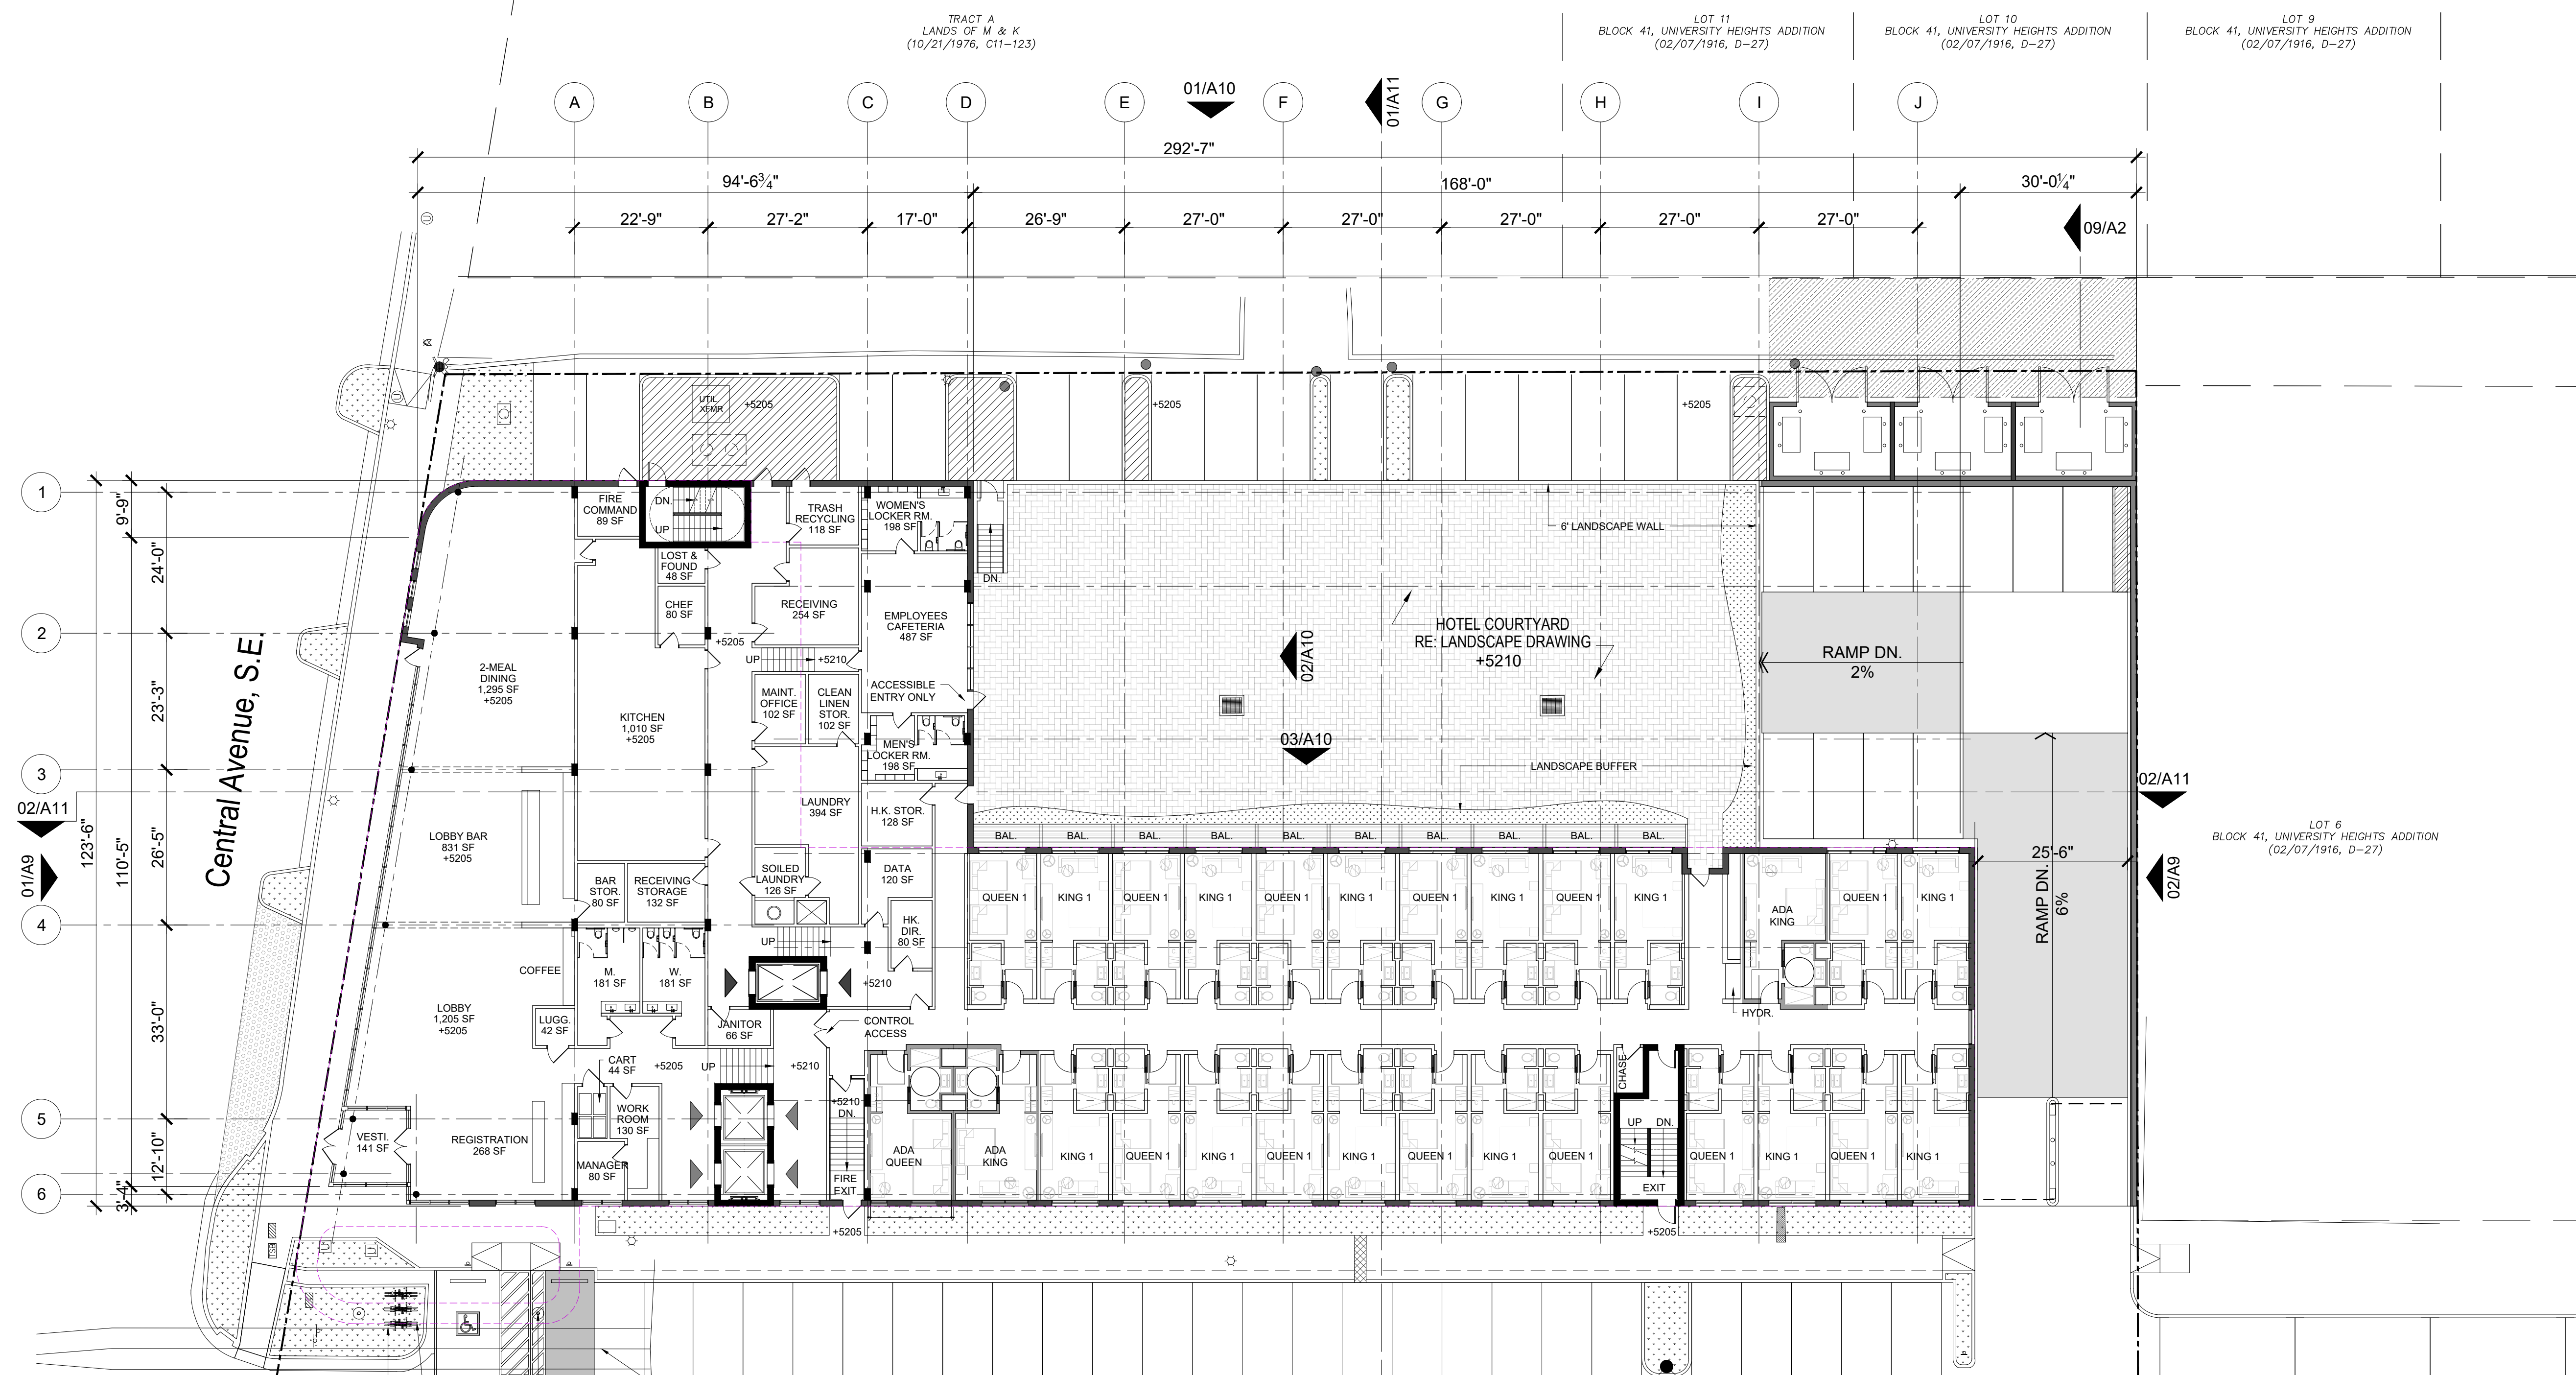 TRACT A
LANDS OF M & K
(10/21/1976, C11-123)
LOT 11
BLOCK 41, UNIVERSITY HEIGHTS ADDITION
(02/07/1916, D-27)
LOT 10
BLOCK 41, UNIVERSITY HEIGHTS ADDITION
(02/07/1916, D-27)
LOT 9
BLOCK 41, UNIVERSITY HEIGHTS ADDITION
(02/07/1916, D-27)
A
B
C
D
E
01/A10
F
01/A11
G
H
I
J
292'-7"
94'-6¾"
168'-0"
30'-0¼"
22'-9"
27'-2"
17'-0"
26'-9"
27'-0"
27'-0"
27'-0"
27'-0"
27'-0"
09/A2
UTIL.
XFMR
+5205
+5205
+5205
1
2
3
4
5
6
9'-9"
24'-0"
23'-3"
26'-5"
33'-0"
12'-10"
3'-4"
110'-5"
123'-6"
02/A11
01/A9
Central Avenue, S.E.
FIRE
COMMAND
89 SF
DN.
UP
TRASH
RECYCLING
118 SF
WOMEN'S
LOCKER RM.
198 SF
LOST &
FOUND
48 SF
CHEF
80 SF
RECEIVING
254 SF
EMPLOYEES
CAFETERIA
487 SF
DN.
6' LANDSCAPE WALL
+5205
UP
+5210
2-MEAL
DINING
1,295 SF
+5205
KITCHEN
1,010 SF
+5205
MAINT.
OFFICE
102 SF
CLEAN
LINEN
STOR.
102 SF
ACCESSIBLE
ENTRY ONLY
MEN'S
LOCKER RM.
198 SF
HOTEL COURTYARD
RE: LANDSCAPE DRAWING
+5210
02/A10
03/A10
RAMP DN.
2%
LANDSCAPE BUFFER
LOBBY BAR
831 SF
+5205
LAUNDRY
394 SF
H.K. STOR.
128 SF
BAL.
BAL.
BAL.
BAL.
BAL.
BAL.
BAL.
BAL.
BAL.
BAL.
02/A11
02/A9
LOT 6
BLOCK 41, UNIVERSITY HEIGHTS ADDITION
(02/07/1916, D-27)
25'-6"
RAMP DN.
6%
BAR
STOR.
80 SF
RECEIVING
STORAGE
132 SF
SOILED
LAUNDRY
126 SF
DATA
120 SF
HK.
DIR.
80 SF
QUEEN 1
KING 1
QUEEN 1
KING 1
QUEEN 1
KING 1
QUEEN 1
KING 1
QUEEN 1
KING 1
ADA
KING
QUEEN 1
KING 1
UP
+5210
COFFEE
M.
181 SF
W.
181 SF
LOBBY
1,205 SF
+5205
LUGG.
42 SF
JANITOR
66 SF
CONTROL
ACCESS
HYDR.
CART
44 SF
+5205
UP
+5210
+5210
DN.
CHASE
WORK
ROOM
130 SF
VESTI.
141 SF
REGISTRATION
268 SF
MANAGER
80 SF
FIRE
EXIT
ADA
QUEEN
ADA
KING
KING 1
QUEEN 1
KING 1
QUEEN 1
KING 1
QUEEN 1
KING 1
QUEEN 1
UP
DN.
EXIT
QUEEN 1
KING 1
QUEEN 1
KING 1
+5205
+5205
TSB